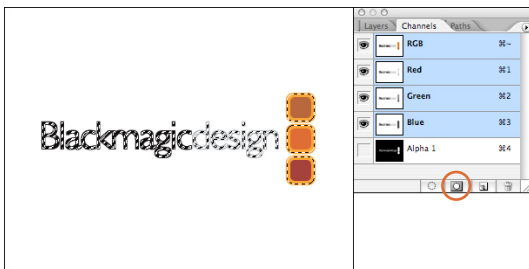 Layers Channels Paths
RGB ⌘~
Red ⌘1
Green ⌘2
Blue ⌘3
Alpha 1 ⌘4
Blackmagicdesign